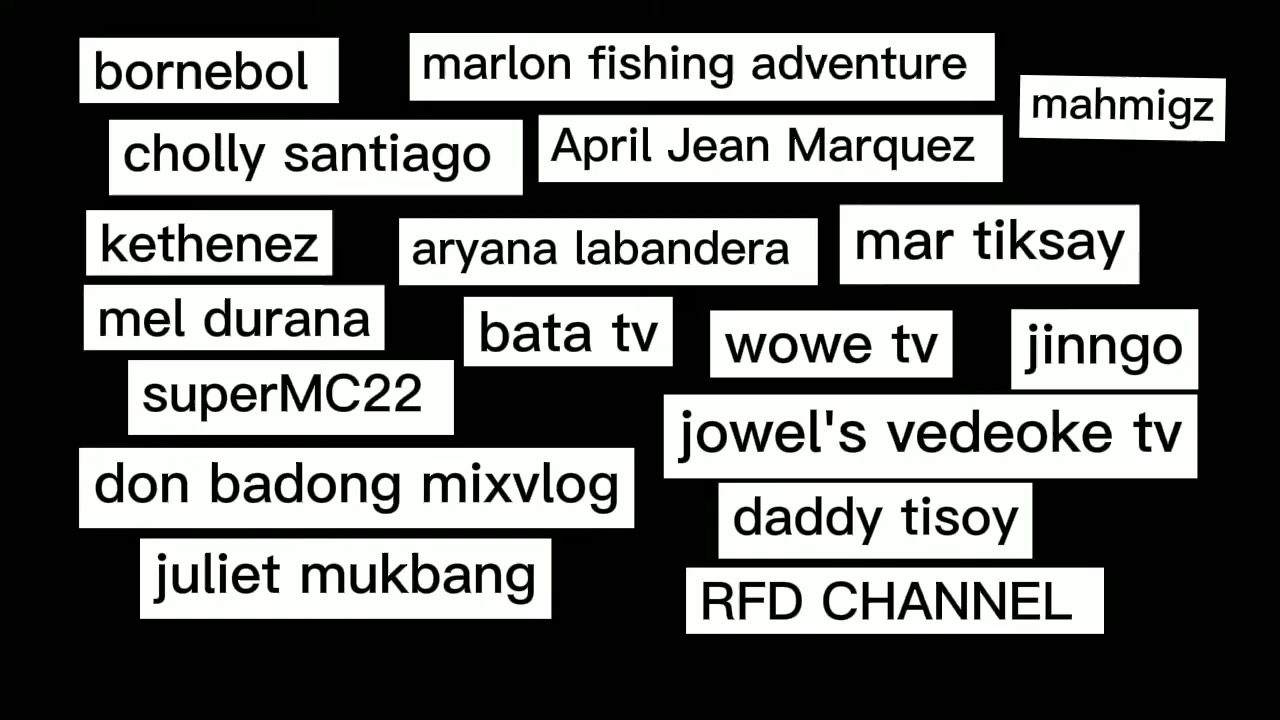 bornebol
marlon fishing adventure
mahmigz
cholly santiago
April Jean Marquez
kethenez
aryana labandera
mar tiksay
mel durana
bata tv
wowe tv
jinngo
superMC22
jowel's vedeoke tv
don badong mixvlog
daddy tisoy
juliet mukbang
RFD CHANNEL